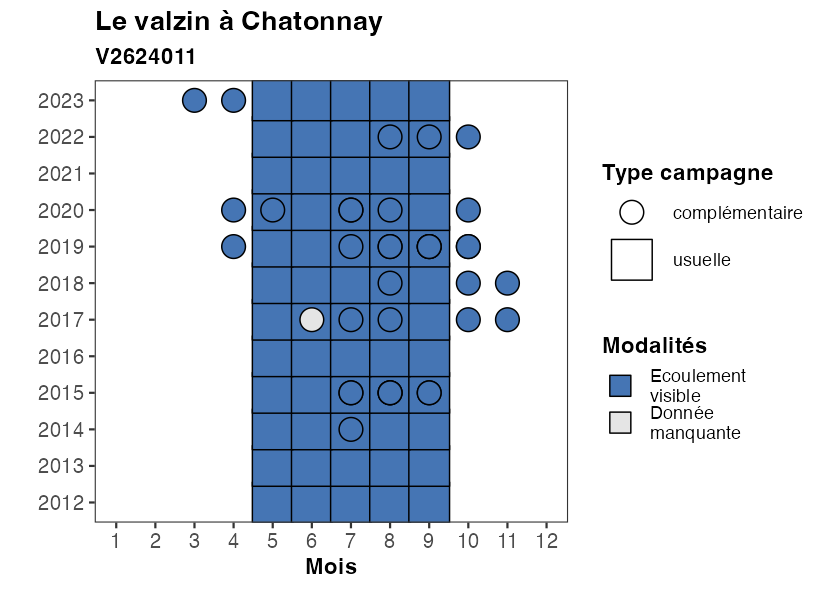 Le valzin à Chatonnay
V2624011
2023
2022
2021
2020
2019
2018
2017
2016
2015
2014
2013
2012
1 2 3 4 5 6 7 8 9 10 11 12
Mois
Type campagne
complémentaire
usuelle
Modalités
Ecoulement
visible
Donnée
manquante